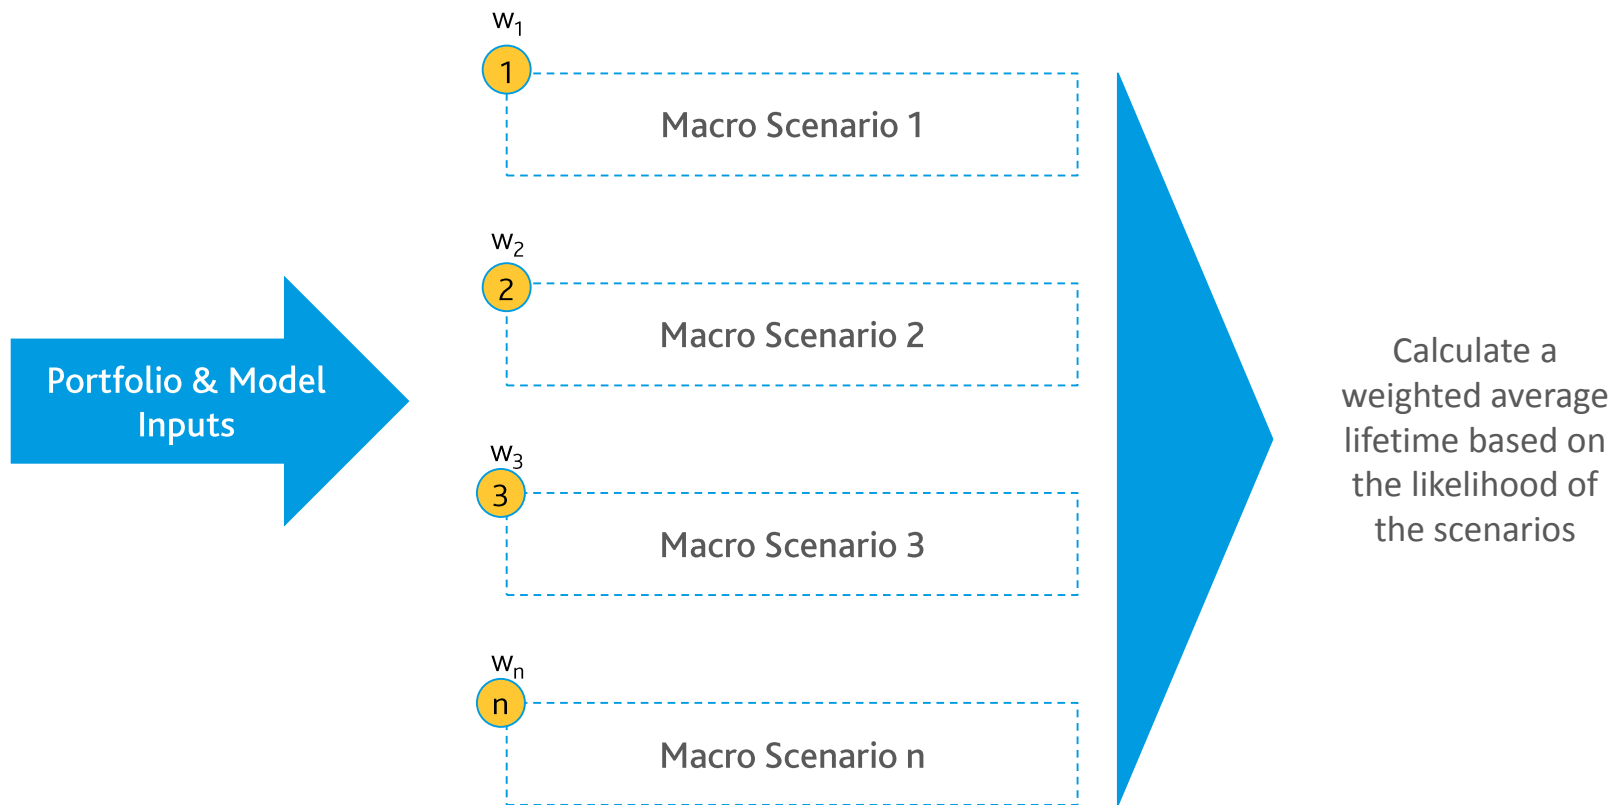 Portfolio & Model
Inputs
w1
1
Macro Scenario 1
w2
2
Macro Scenario 2
w3
3
Macro Scenario 3
wn
n
Macro Scenario n
Calculate a
weighted average
lifetime based on
the likelihood of
the scenarios